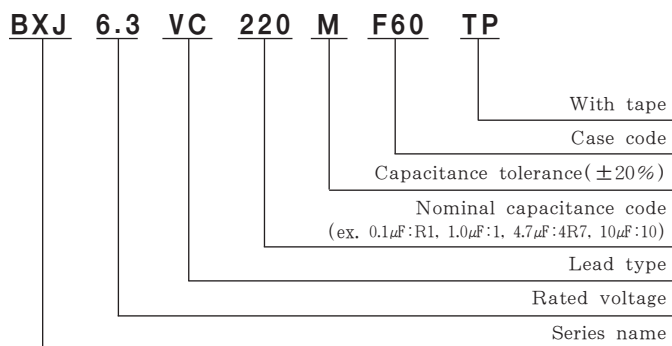 BXJ 6.3 VC 220 M F60 TP
With tape
Case code
Capacitance tolerance(±20%)
Nominal capacitance code
(ex. 0.1μF:R1, 1.0μF:1, 4.7μF:4R7, 10μF:10)
Lead type
Rated voltage
Series name